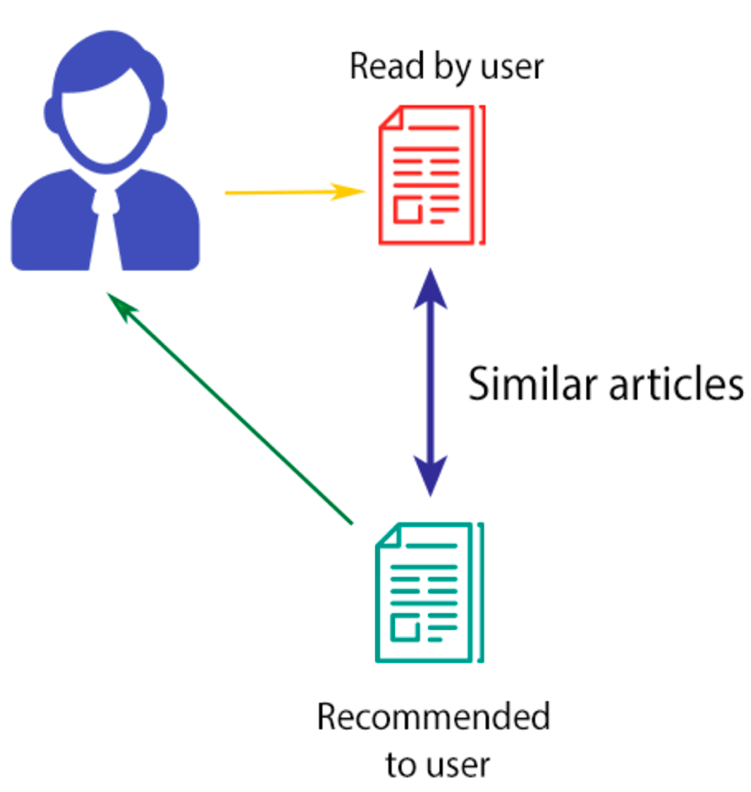 Read by user
Similar articles
Recommended
to user